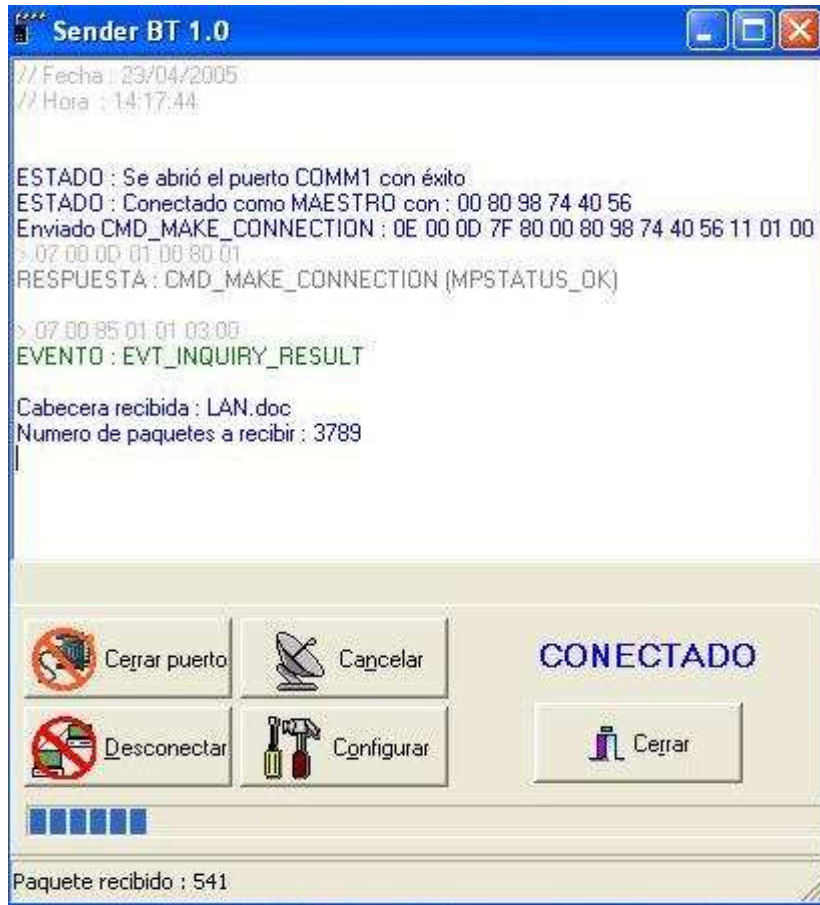 Sender BT 1.0
// Fecha : 23/04/2005
// Hora : 14:17:44
ESTADO : Se abrió el puerto COMM1 con éxito
ESTADO : Conectado como MAESTRO con : 00 80 98 74 40 56
Enviado CMD_MAKE_CONNECTION : 0E 00 0D 7F 80 00 80 98 74 40 56 11 01 00
> 07 00 0D 01 00 80 01
RESPUESTA : CMD_MAKE_CONNECTION (MPSTATUS_OK)
> 07 00 85 01 01 03 00
EVENTO : EVT_INQUIRY_RESULT
Cabecera recibida : LAN.doc
Numero de paquetes a recibir : 3789
Cerrar puerto
Cancelar
CONECTADO
Desconectar
Configurar
Cerrar
Paquete recibido : 541